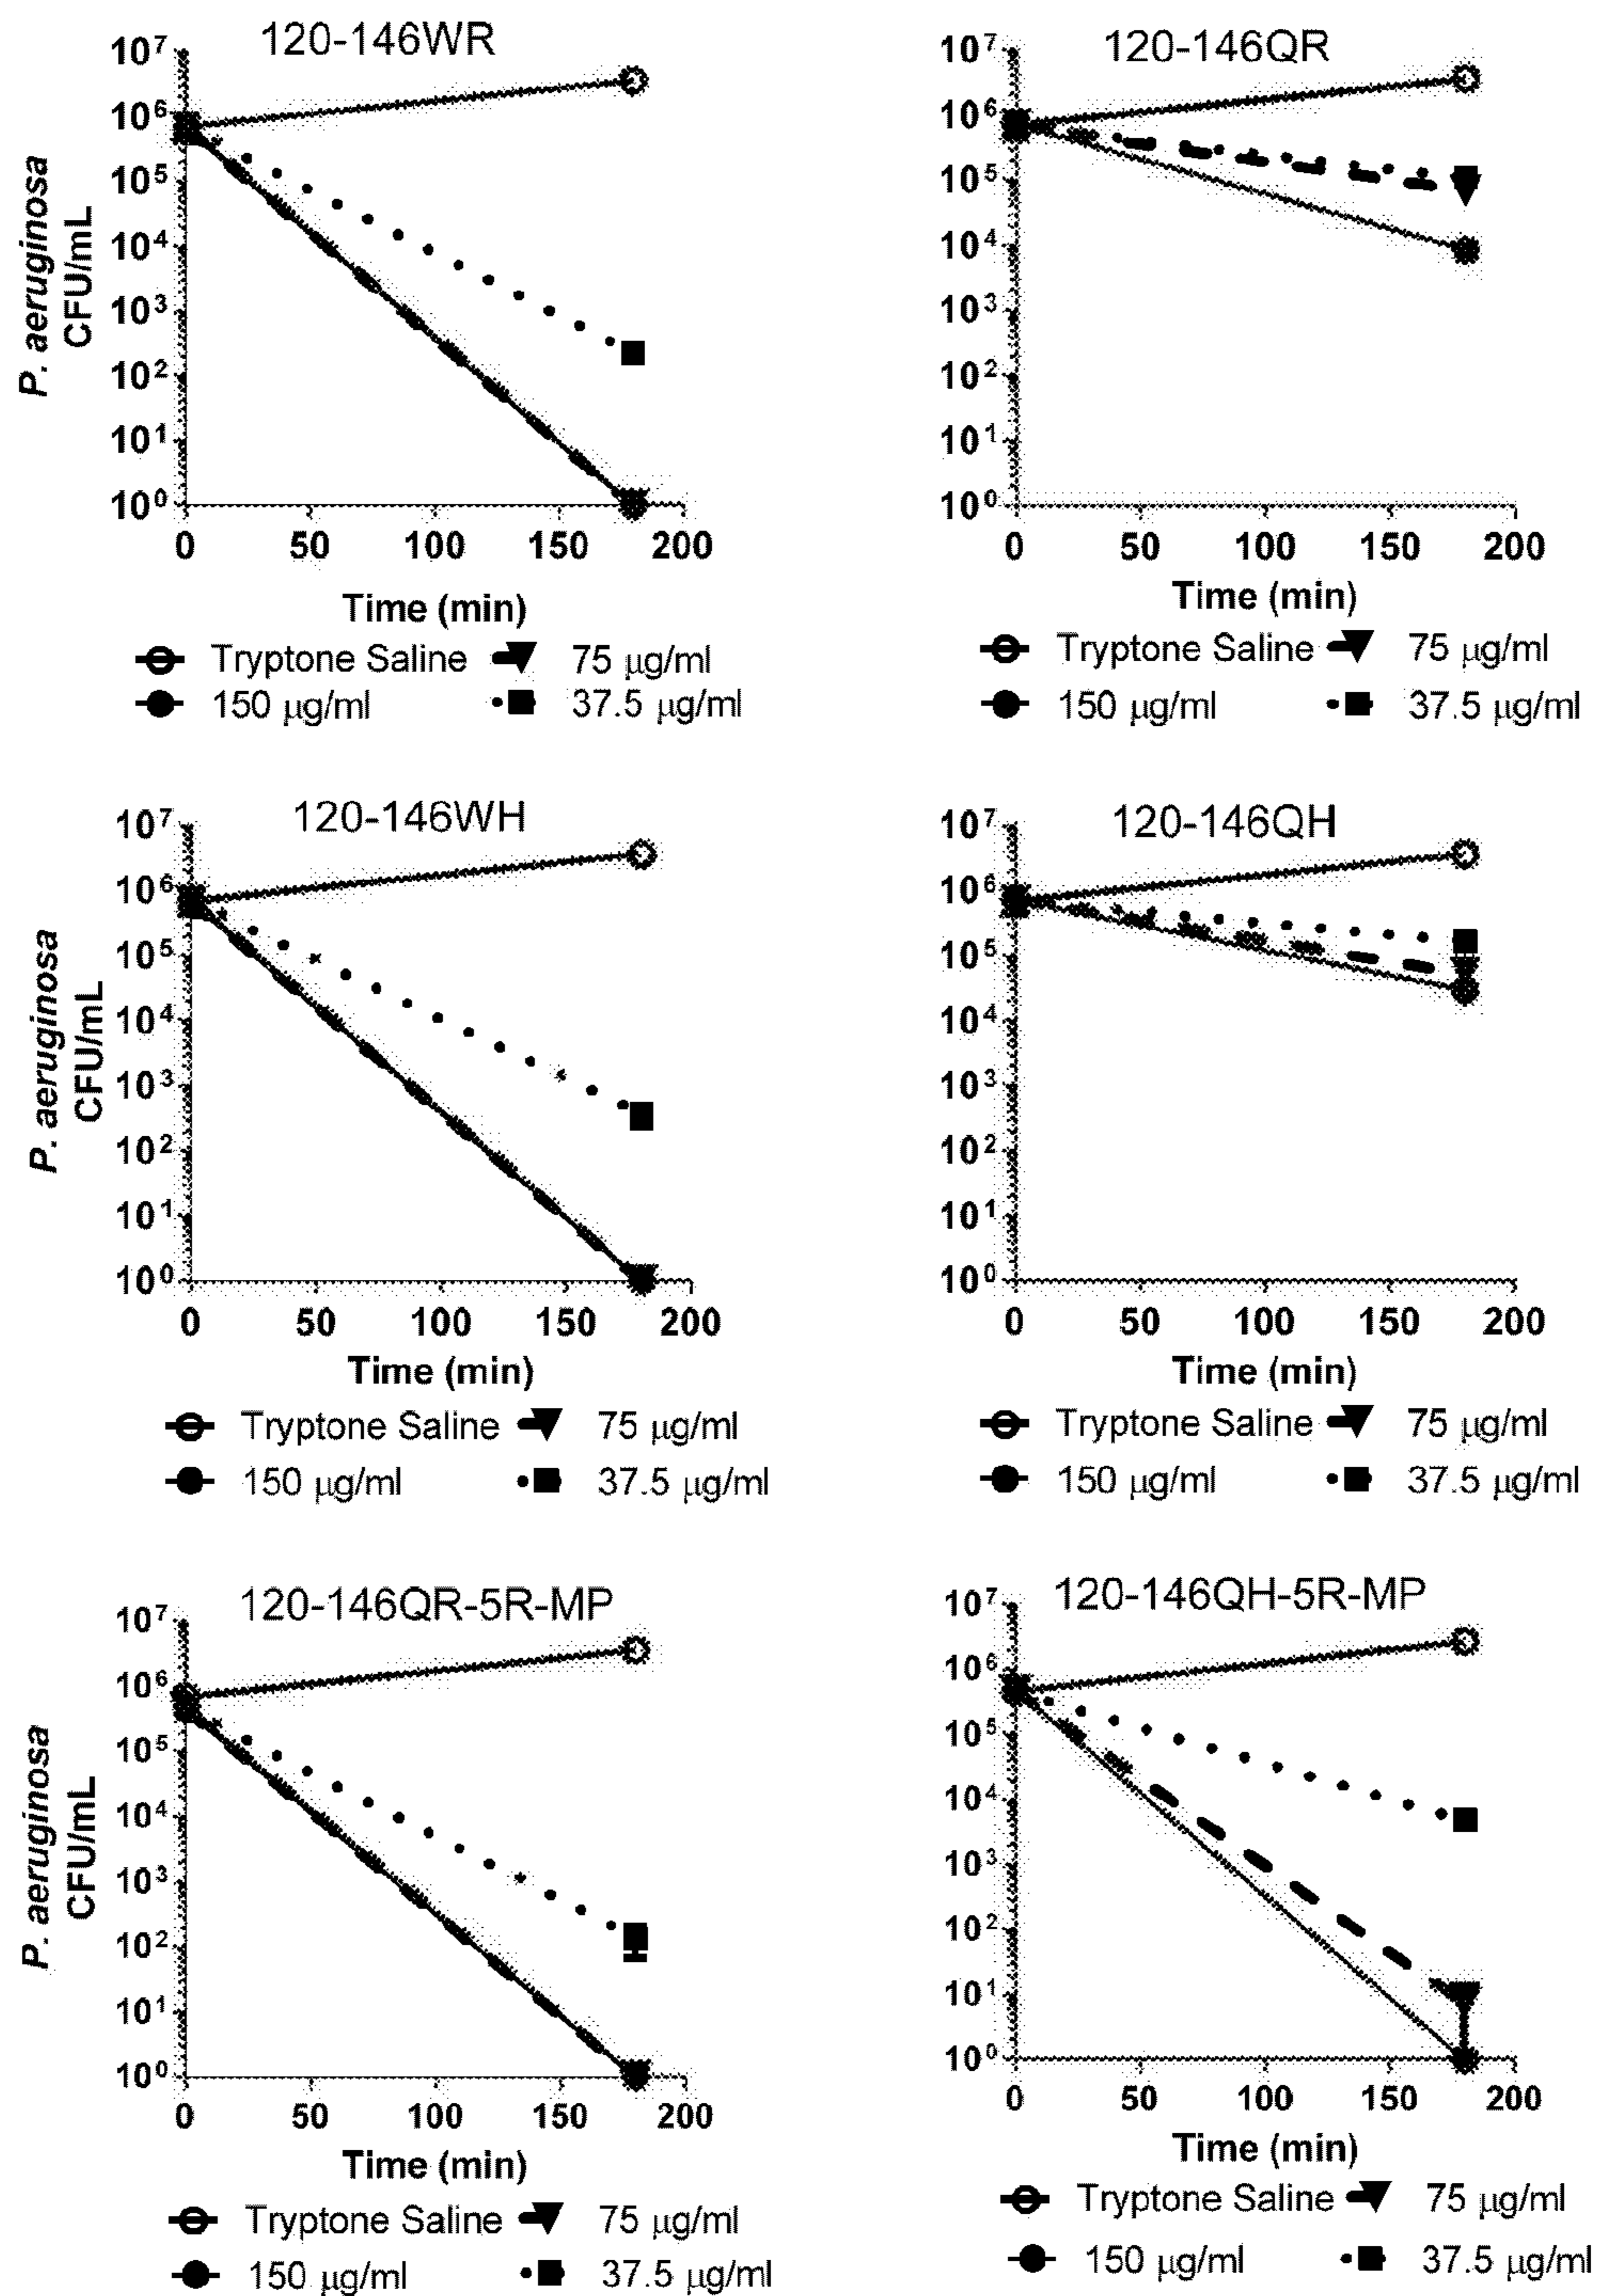 120-146WR
10⁷
10⁶
10⁵
10⁴
10³
10²
10¹
10⁰
P. aeruginosa
CFU/mL
0 50 100 150 200
Time (min)
Tryptone Saline 75 µg/ml
150 µg/ml 37.5 µg/ml
120-146QR
10⁷
10⁶
10⁵
10⁴
10³
10²
10¹
10⁰
0 50 100 150 200
Time (min)
Tryptone Saline 75 µg/ml
150 µg/ml 37.5 µg/ml
120-146WH
10⁷
10⁶
10⁵
10⁴
10³
10²
10¹
10⁰
P. aeruginosa
CFU/mL
0 50 100 150 200
Time (min)
Tryptone Saline 75 µg/ml
150 µg/ml 37.5 µg/ml
120-146QH
10⁷
10⁶
10⁵
10⁴
10³
10²
10¹
10⁰
0 50 100 150 200
Time (min)
Tryptone Saline 75 µg/ml
150 µg/ml 37.5 µg/ml
120-146QR-5R-MP
10⁷
10⁶
10⁵
10⁴
10³
10²
10¹
10⁰
P. aeruginosa
CFU/mL
0 50 100 150 200
Time (min)
Tryptone Saline 75 µg/ml
150 µg/ml 37.5 µg/ml
120-146QH-5R-MP
10⁷
10⁶
10⁵
10⁴
10³
10²
10¹
10⁰
0 50 100 150 200
Time (min)
Tryptone Saline 75 µg/ml
150 µg/ml 37.5 µg/ml